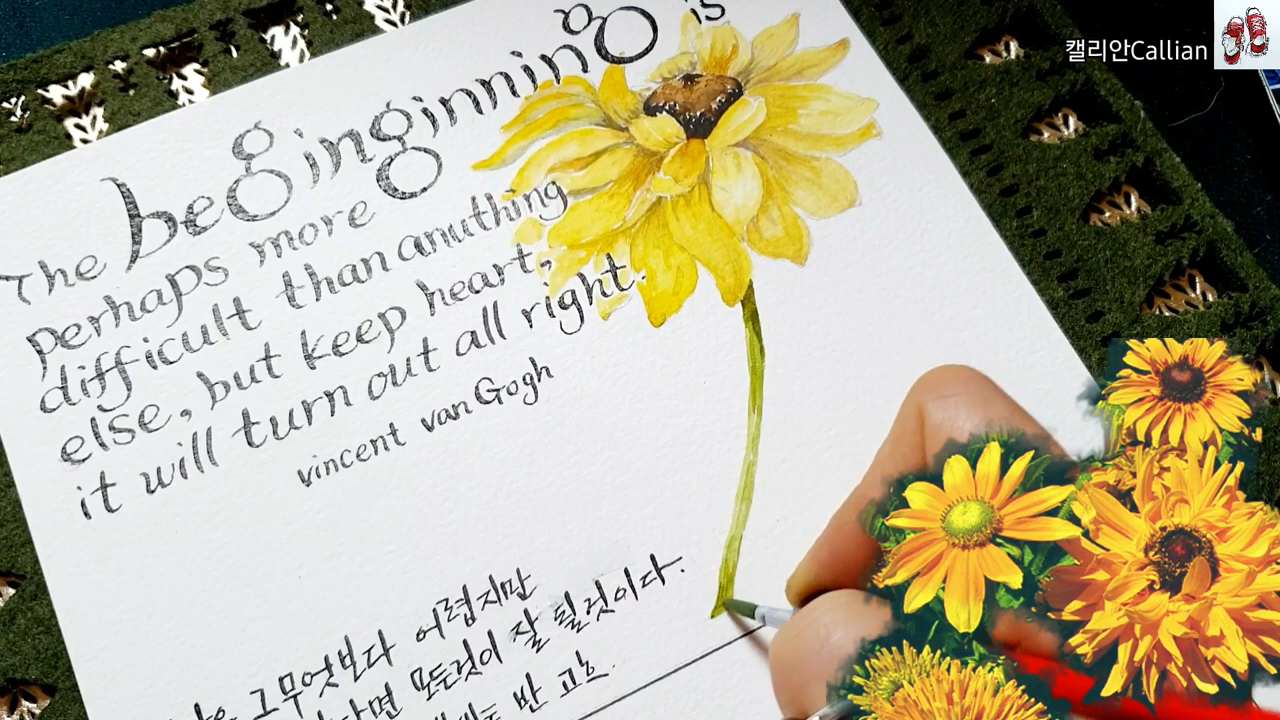 캘리안Callian
The beginginning is
perhaps more
difficult than anuthing
else, but keep heart,
it will turn out all right.
vincent van Gogh
그무엇보다 어렵지만
모든것이 잘 될것이다.
반 고흐.